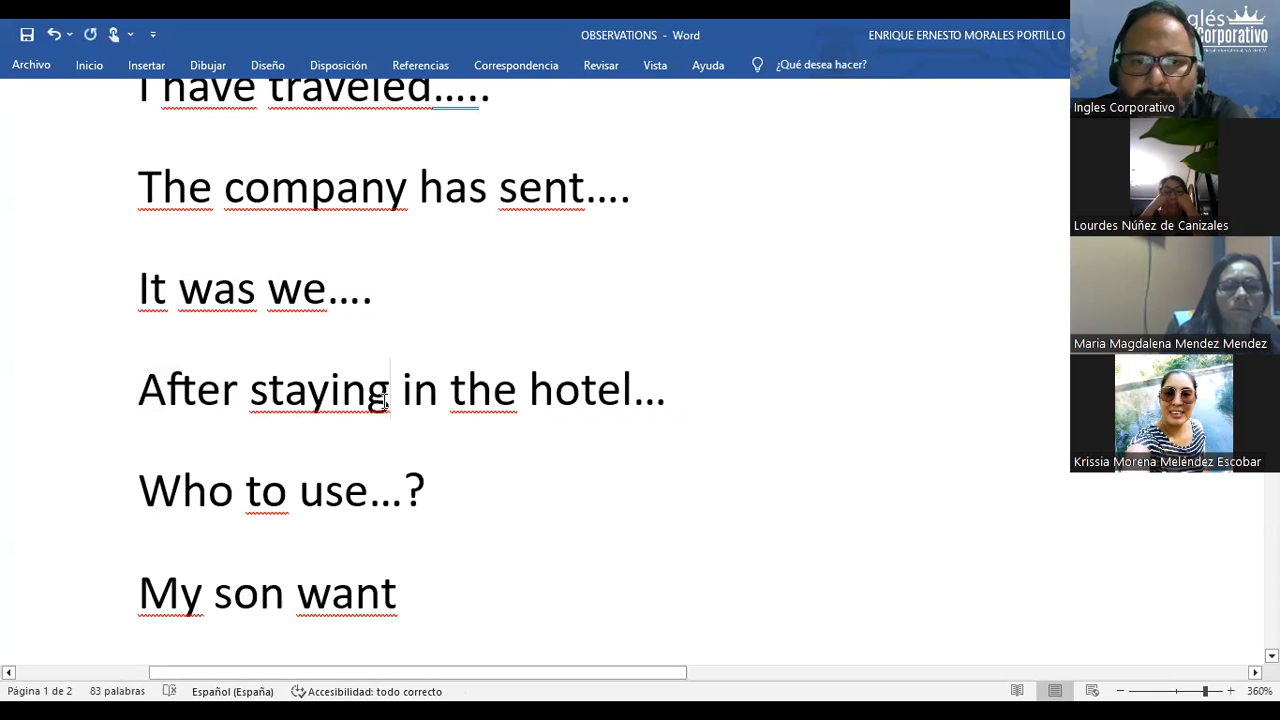 OBSERVATIONS - Word
ENRIQUE ERNESTO MORALES PORTILLO
Archivo Inicio Insertar Dibujar Diseño Disposición Referencias Correspondencia Revisar Vista Ayuda ¿Qué desea hacer?
I have traveled.....
The company has sent....
It was we....
After staying in the hotel...
Who to use...?
My son want
glés
Corporativo
Ingles Corporativo
Lourdes Núñez de Canizales
Maria Magdalena Mendez Mendez
Krissia Morena Meléndez Escobar
Página 1 de 2 83 palabras Español (España) Accesibilidad: todo correcto 360%